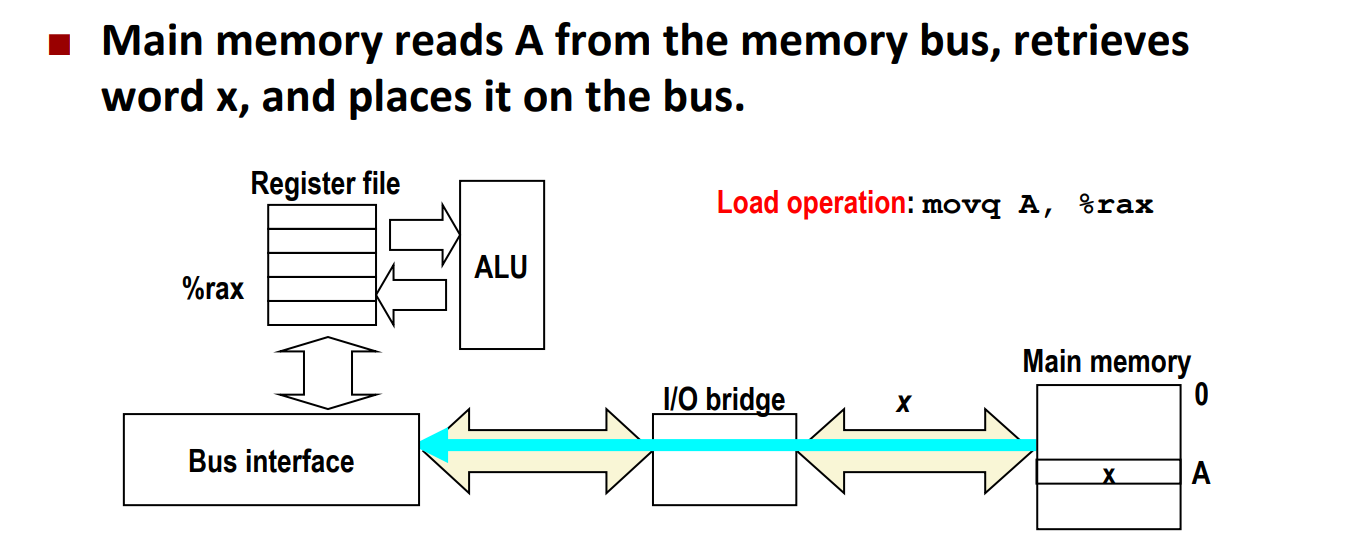 Main memory reads A from the memory bus, retrieves
word x, and places it on the bus.
Register file
Load operation: movq A, %rax
ALU
%rax
Main memory
I/O bridge
x
0
Bus interface
x
A